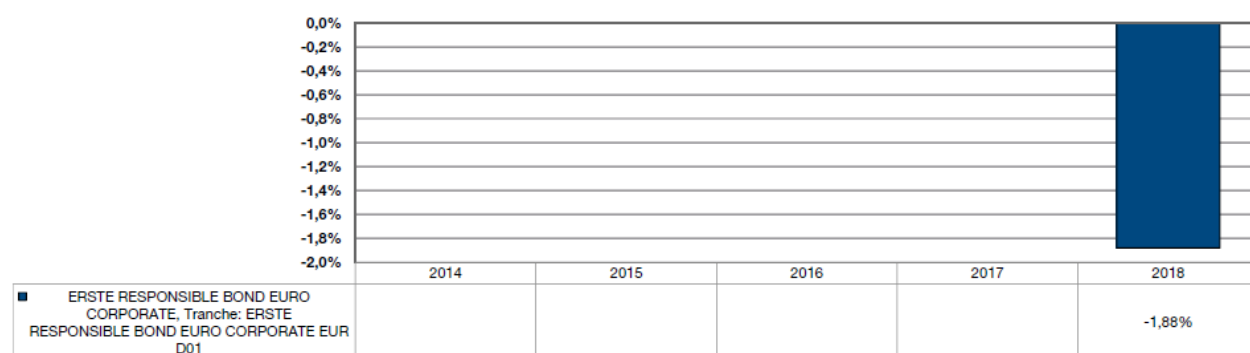 0,0%
-0,2%
-0,4%
-0,6%
-0,8%
-1,0%
-1,2%
-1,4%
-1,6%
-1,8%
-2,0%
2014 2015 2016 2017 2018
ERSTE RESPONSIBLE BOND EURO
CORPORATE, Tranche: ERSTE
RESPONSIBLE BOND EURO CORPORATE EUR
D01
-1,88%